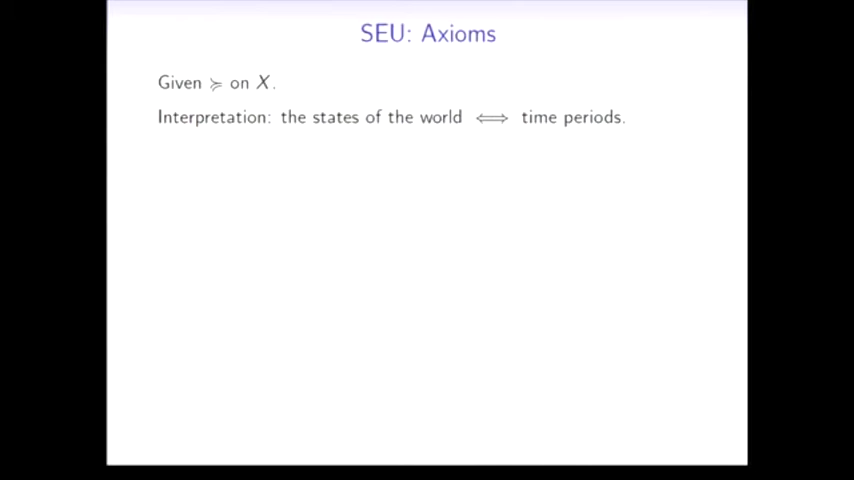 SEU: Axioms
Given ≽ on X.
Interpretation: the states of the world ⟺ time periods.